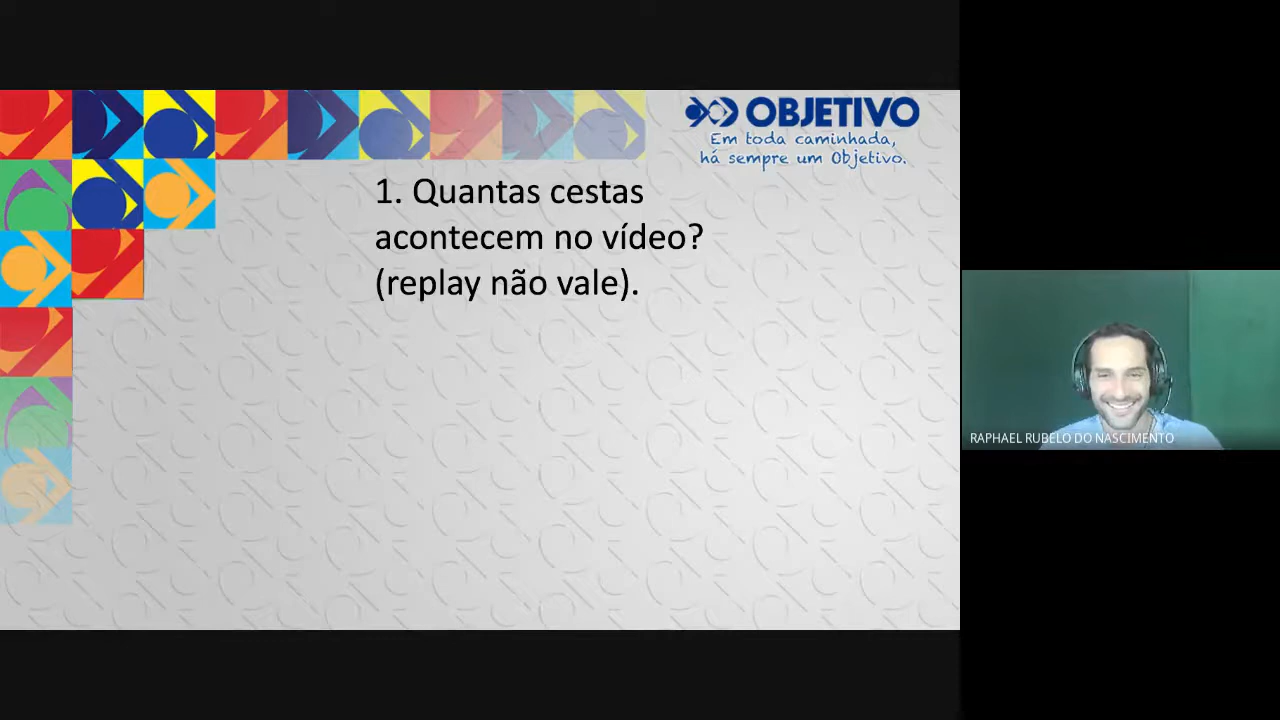 OBJETIVO
Em toda caminhada,
há sempre um Objetivo.
1. Quantas cestas
acontecem no vídeo?
(replay não vale).
RAPHAEL RUBELO DO NASCIMENTO